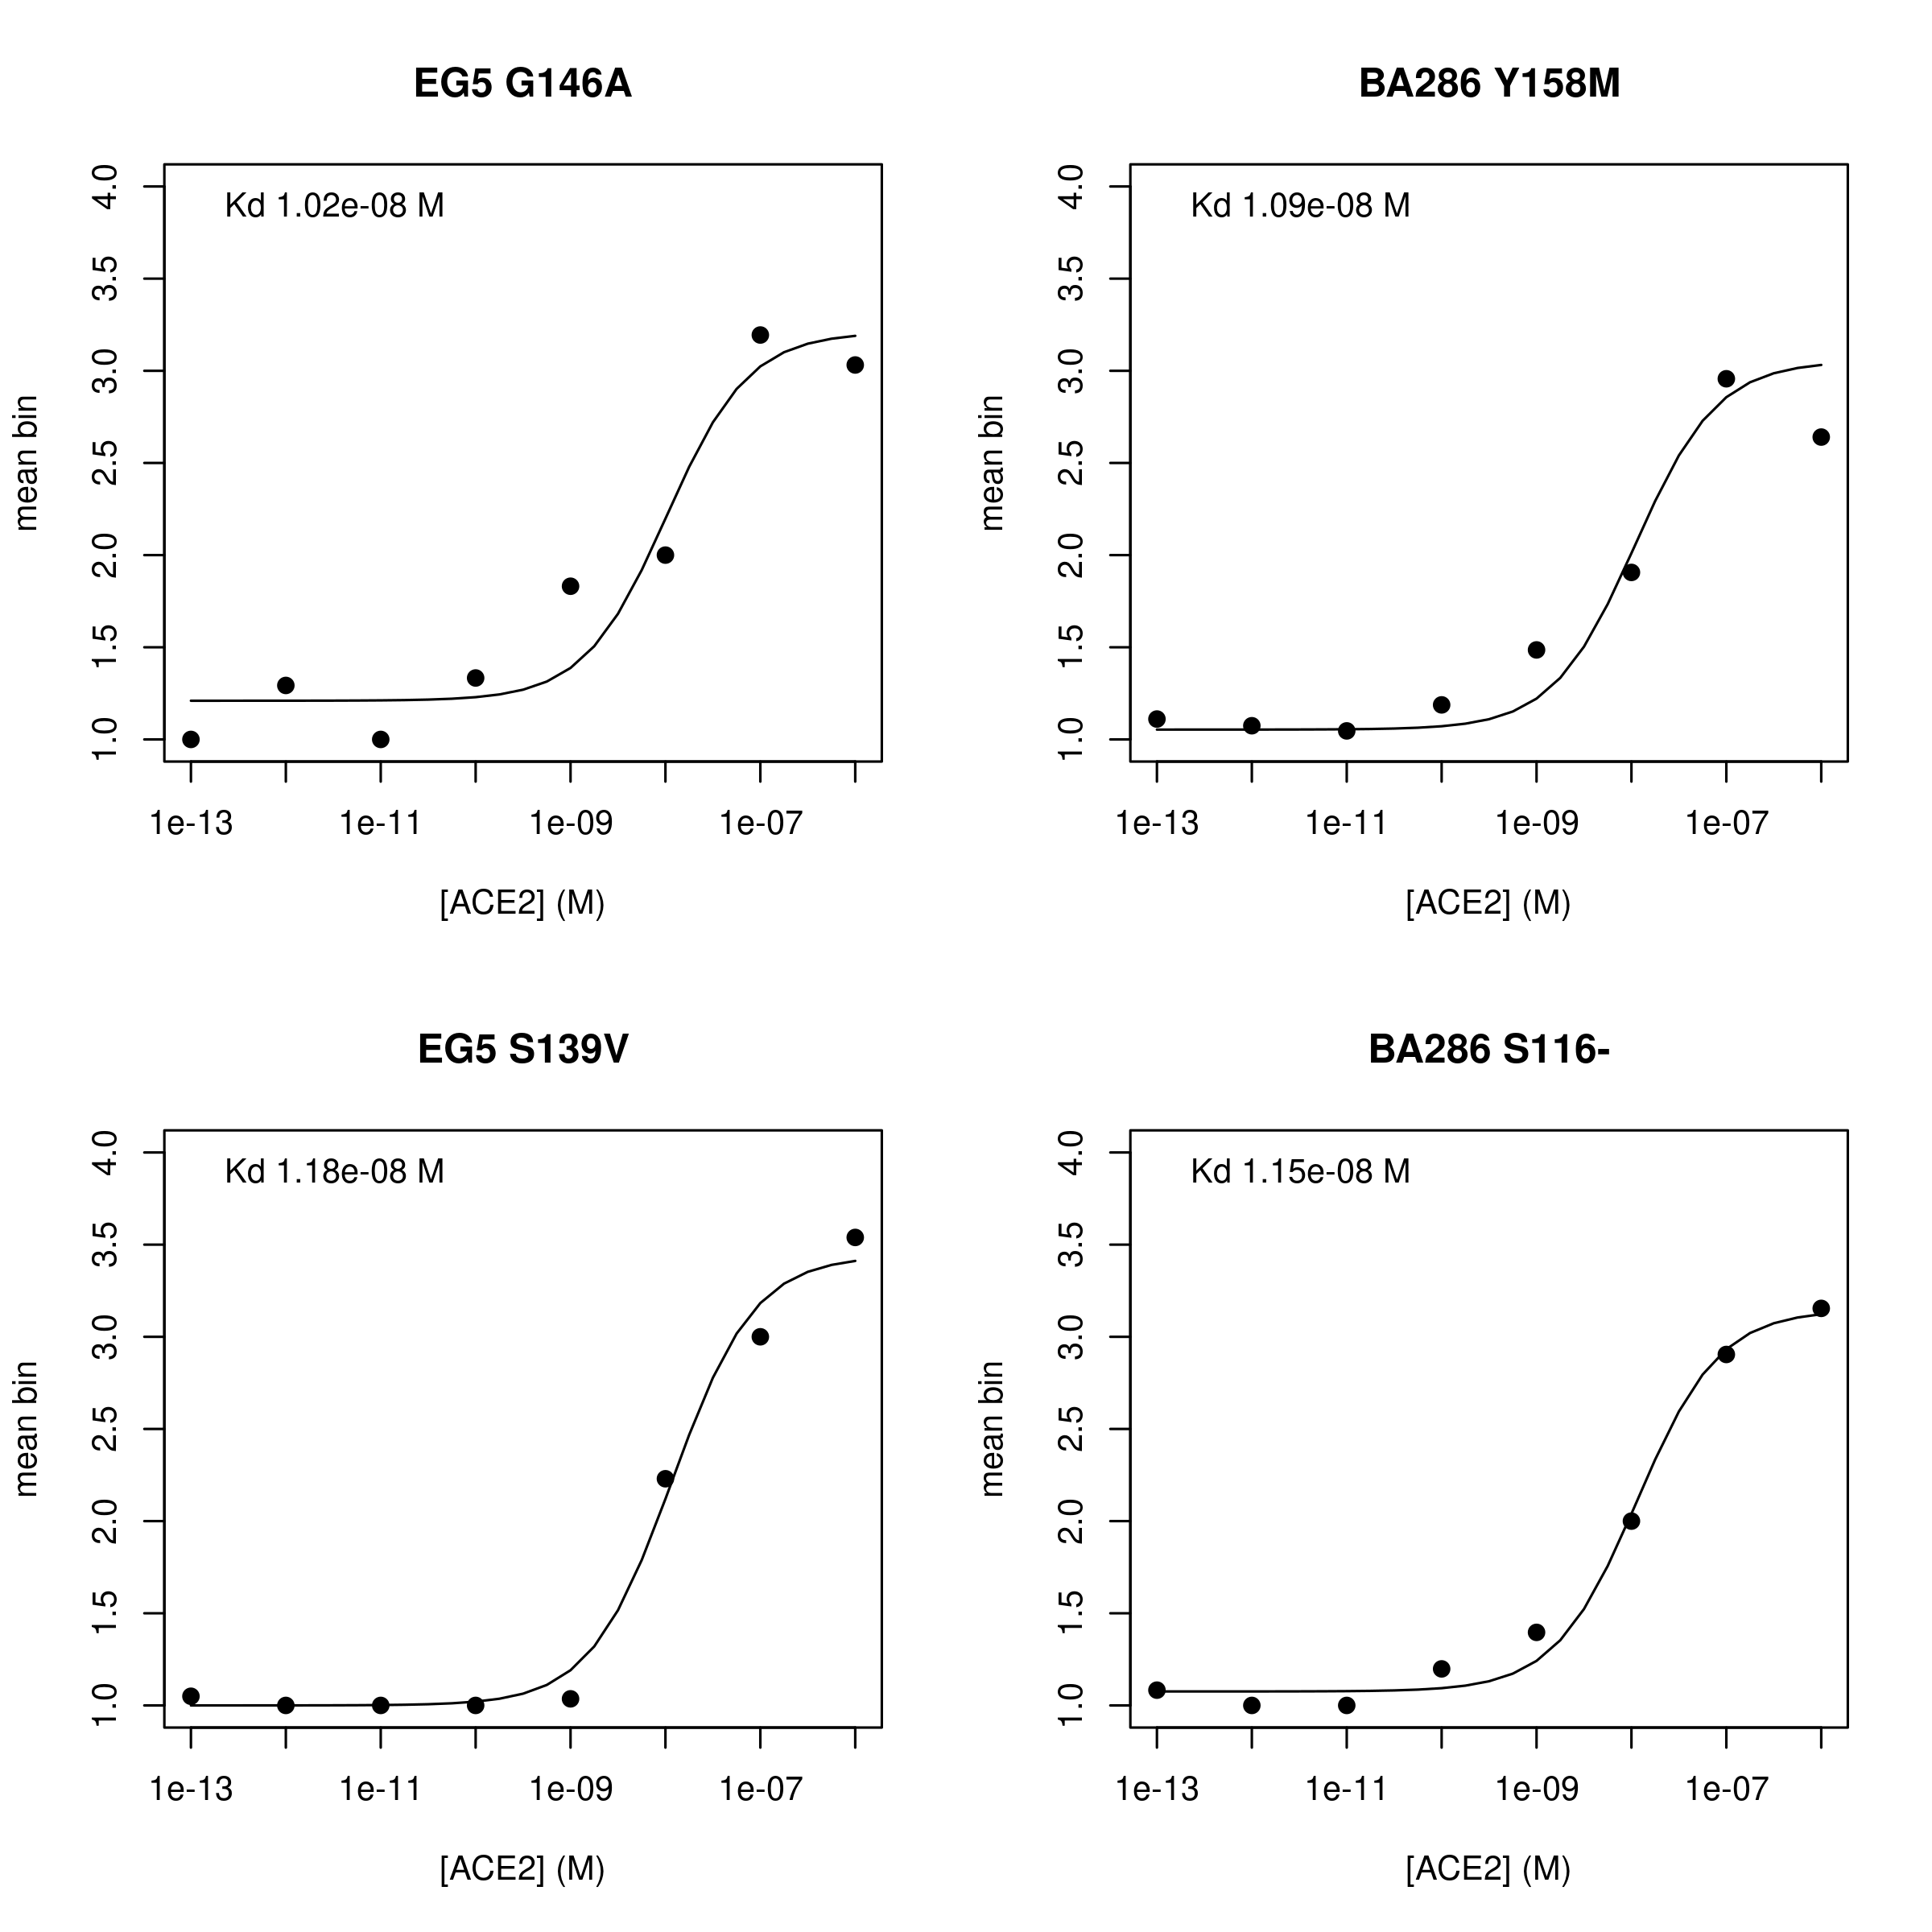 EG5 G146A
Kd 1.02e-08 M
mean bin
4.0
3.5
3.0
2.5
2.0
1.5
1.0
1e-13 1e-11 1e-09 1e-07
[ACE2] (M)
BA286 Y158M
Kd 1.09e-08 M
mean bin
4.0
3.5
3.0
2.5
2.0
1.5
1.0
1e-13 1e-11 1e-09 1e-07
[ACE2] (M)
EG5 S139V
Kd 1.18e-08 M
mean bin
4.0
3.5
3.0
2.5
2.0
1.5
1.0
1e-13 1e-11 1e-09 1e-07
[ACE2] (M)
BA286 S116-
Kd 1.15e-08 M
mean bin
4.0
3.5
3.0
2.5
2.0
1.5
1.0
1e-13 1e-11 1e-09 1e-07
[ACE2] (M)